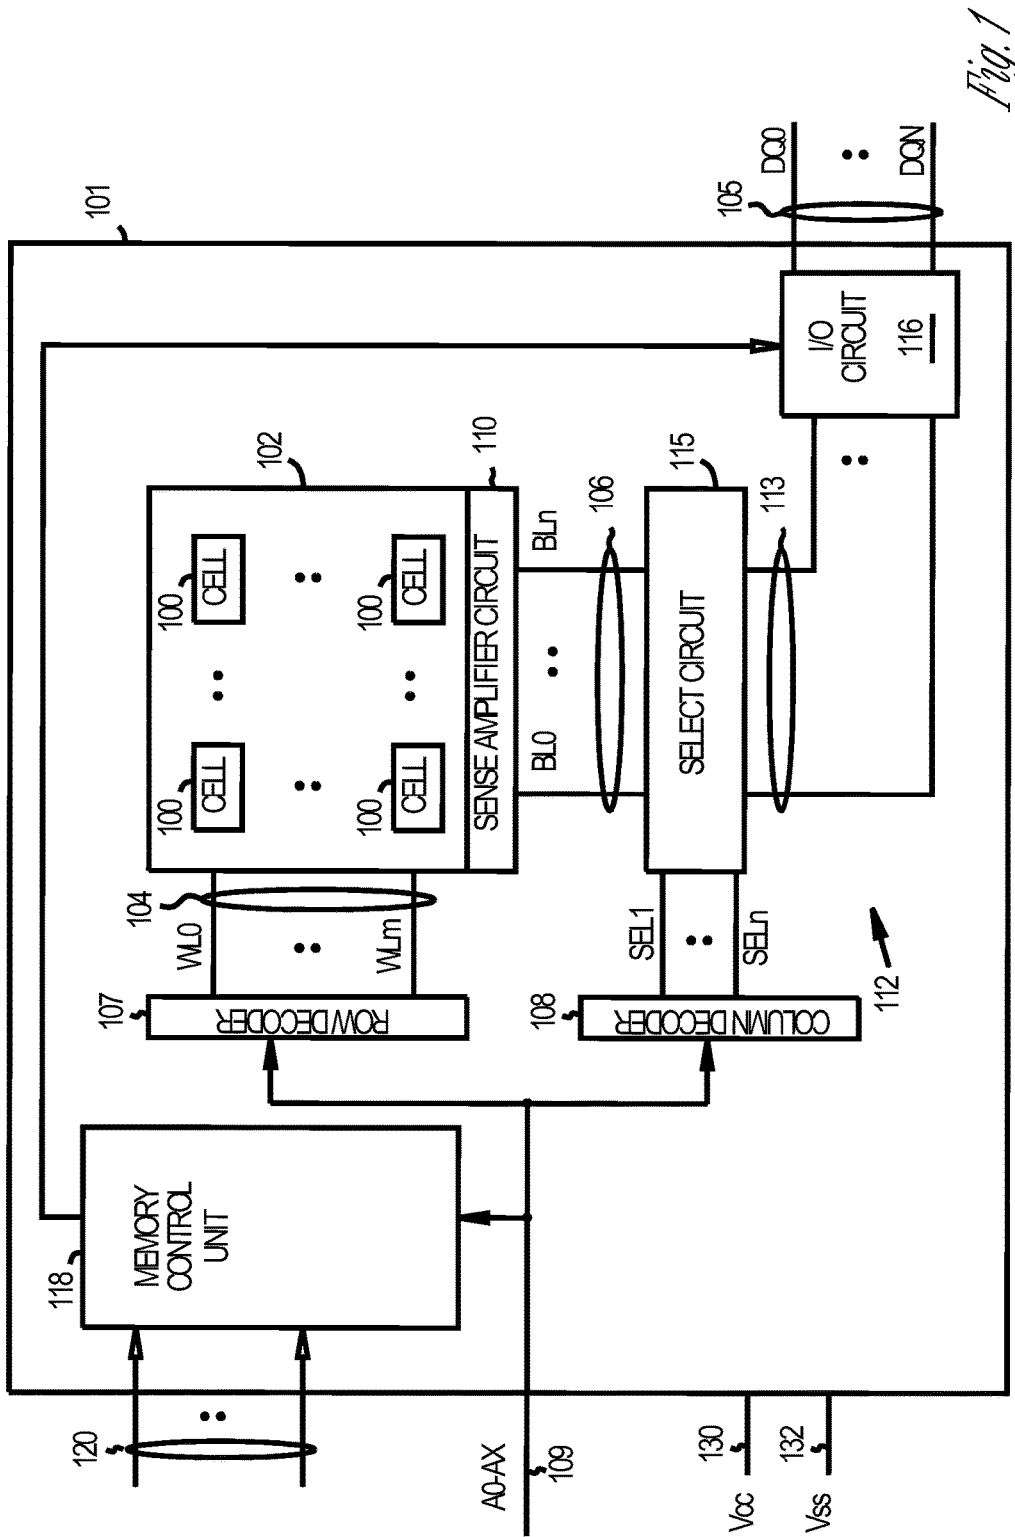 101
118
MEMORY
CONTROL
UNIT
120
107
ROW DECODER
104
WL0
WLm
102
100
CELL
100
CELL
100
CELL
100
CELL
SENSE AMPLIFIER CIRCUIT
110
BL0
BLn
106
108
COLUMN DECODER
SEL1
SELn
SELECT CIRCUIT
115
113
I/O
CIRCUIT
116
105
DQ0
DQN
A0-AX
109
112
Vcc
130
Vss
132
Fig. 1